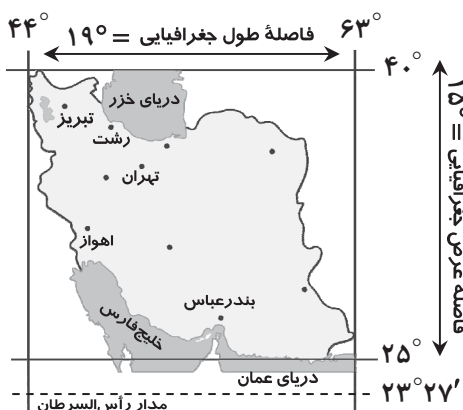 ۴۴° فاصلهٔ طول جغرافیایی = ۱۹° ۶۳°
۴۰°
فاصله عرض جغرافیایی = ۱۵°
دریای خزر
تبریز
رشت
تهران
اهواز
بندرعباس
خلیج‌فارس
۲۵°
دریای عمان
۲۳°۲۷′
مدار رأس‌السرطان